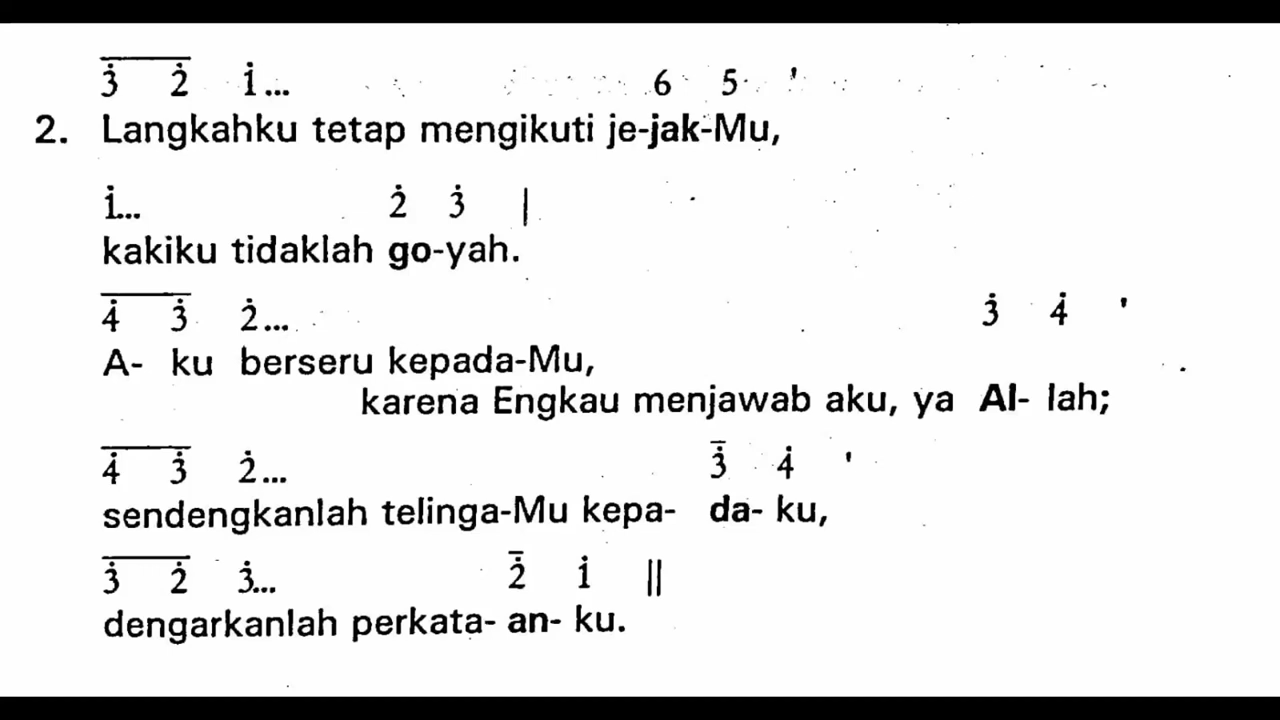 3̇ 2̇ 1̇... 6 5 '
2. Langkahku tetap mengikuti je-jak-Mu,
1̇... 2̇ 3̇ |
kakiku tidaklah go-yah.
4̇ 3̇ 2̇... 3̇ 4̇ '
A- ku berseru kepada-Mu,
karena Engkau menjawab aku, ya Al- lah;
4̇ 3̇ 2̇... 3̇ 4̇ '
sendengkanlah telinga-Mu kepa- da- ku,
3̇ 2̇ 3̇... 2̇ 1̇ ||
dengarkanlah perkata- an- ku.